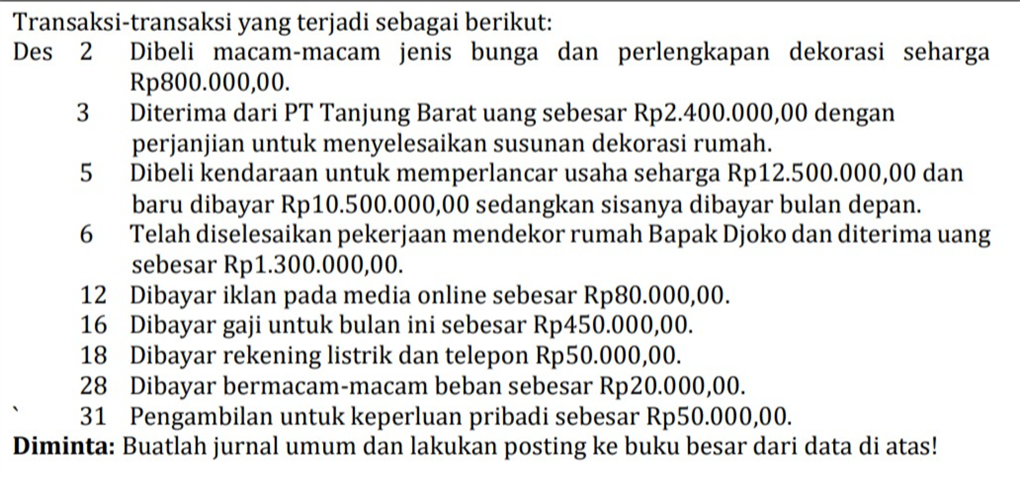 Transaksi-transaksi yang terjadi sebagai berikut:
Des 2 Dibeli macam-macam jenis bunga dan perlengkapan dekorasi seharga
Rp800.000,00.
3 Diterima dari PT Tanjung Barat uang sebesar Rp2.400.000,00 dengan
perjanjian untuk menyelesaikan susunan dekorasi rumah.
5 Dibeli kendaraan untuk memperlancar usaha seharga Rp12.500.000,00 dan
baru dibayar Rp10.500.000,00 sedangkan sisanya dibayar bulan depan.
6 Telah diselesaikan pekerjaan mendekor rumah Bapak Djoko dan diterima uang
sebesar Rp1.300.000,00.
12 Dibayar iklan pada media online sebesar Rp80.000,00.
16 Dibayar gaji untuk bulan ini sebesar Rp450.000,00.
18 Dibayar rekening listrik dan telepon Rp50.000,00.
28 Dibayar bermacam-macam beban sebesar Rp20.000,00.
` 31 Pengambilan untuk keperluan pribadi sebesar Rp50.000,00.
Diminta: Buatlah jurnal umum dan lakukan posting ke buku besar dari data di atas!